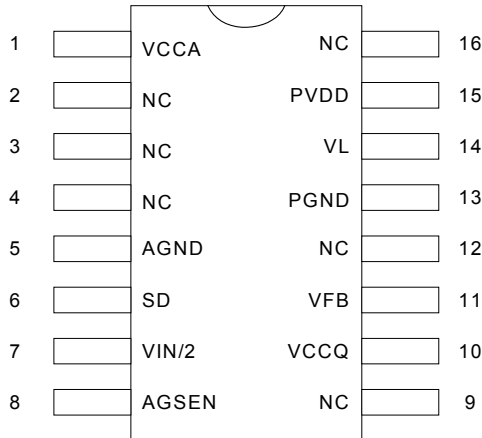 1 VCCA NC 16
2 NC PVDD 15
3 NC VL 14
4 NC PGND 13
5 AGND NC 12
6 SD VFB 11
7 VIN/2 VCCQ 10
8 AGSEN NC 9